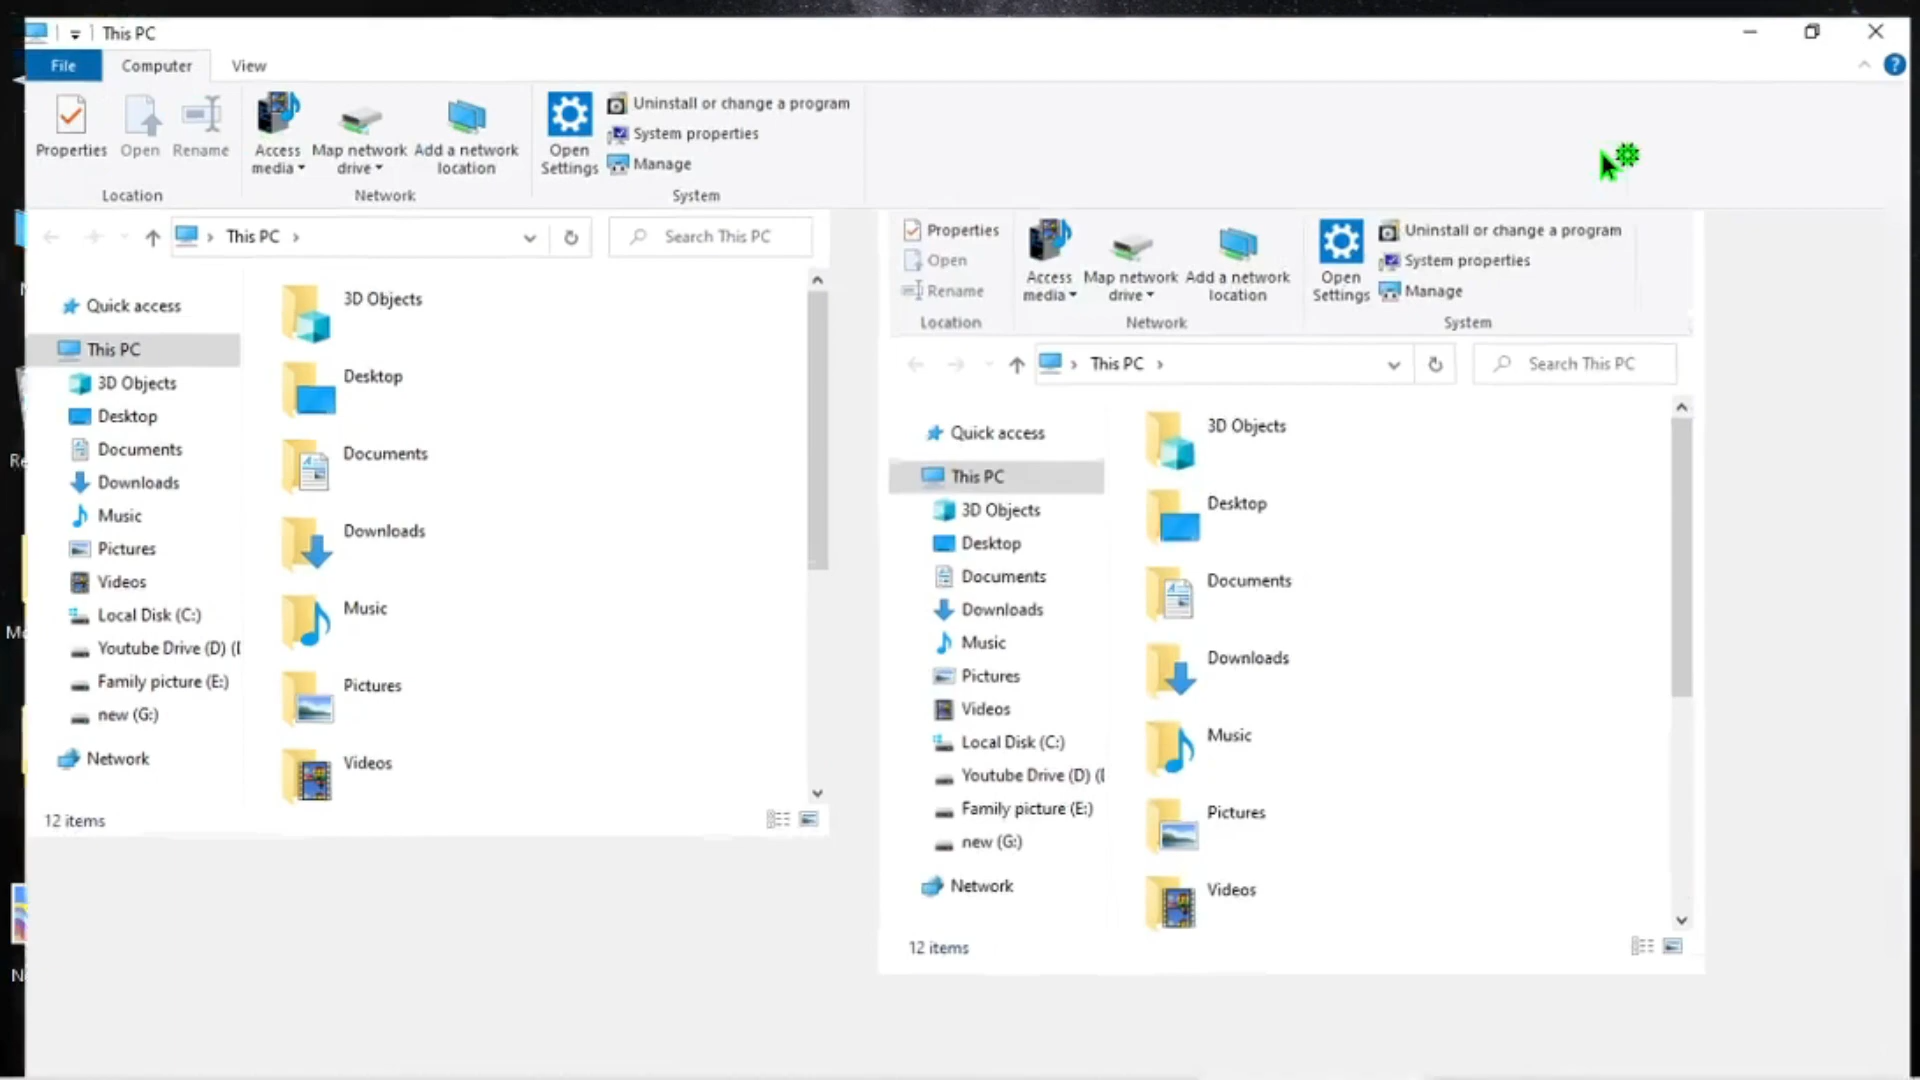 This PC
File Computer View
Properties Open Rename Access media Map network drive Add a network location Open Settings Uninstall or change a program
System properties
Manage
Location Network System
This PC Search This PC
Quick access
This PC
3D Objects
Desktop
Documents
Downloads
Music
Pictures
Videos
Local Disk (C:)
Youtube Drive (D) (
Family picture (E:)
new (G:)
Network
3D Objects
Desktop
Documents
Downloads
Music
Pictures
Videos
12 items
Properties
Open
Rename
Access media Map network drive Add a network location Open Settings Uninstall or change a program
System properties
Manage
Location Network System
This PC Search This PC
Quick access
This PC
3D Objects
Desktop
Documents
Downloads
Music
Pictures
Videos
Local Disk (C:)
Youtube Drive (D) (
Family picture (E:)
new (G:)
Network
3D Objects
Desktop
Documents
Downloads
Music
Pictures
Videos
12 items